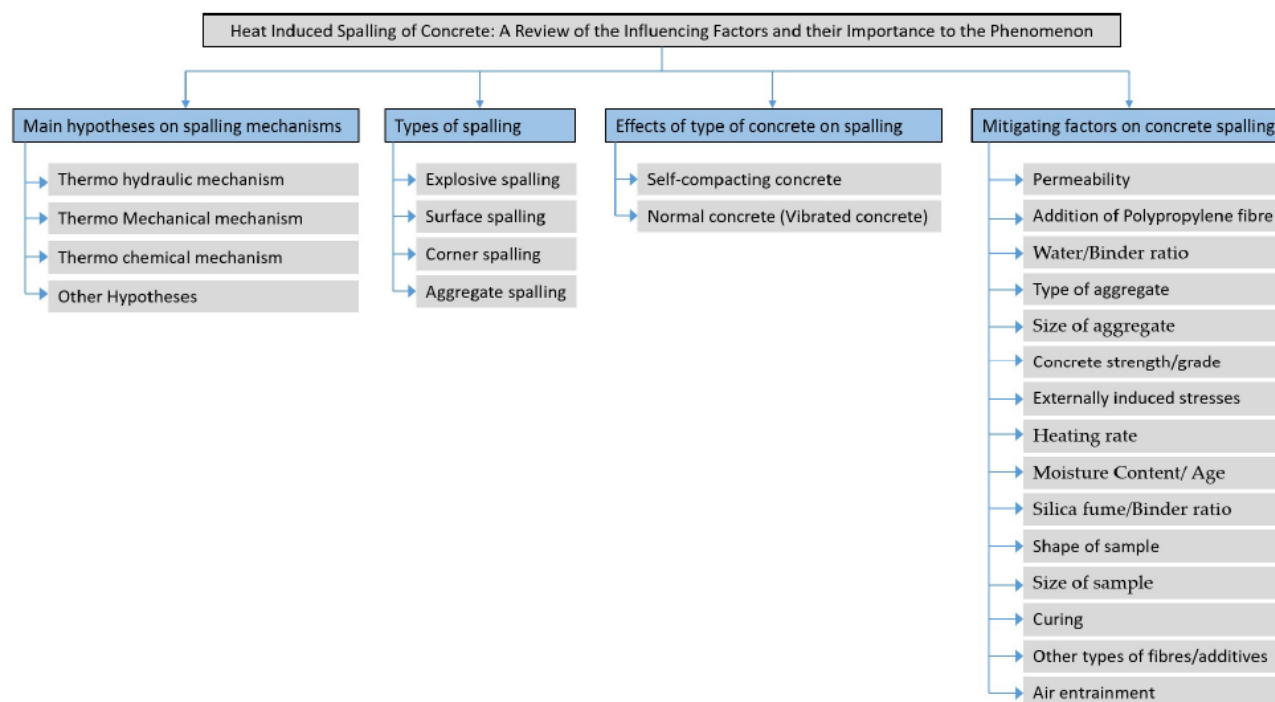 Heat Induced Spalling of Concrete: A Review of the Influencing Factors and their Importance to the Phenomenon
Main hypotheses on spalling mechanisms
Thermo hydraulic mechanism
Thermo Mechanical mechanism
Thermo chemical mechanism
Other Hypotheses
Types of spalling
Explosive spalling
Surface spalling
Corner spalling
Aggregate spalling
Effects of type of concrete on spalling
Self-compacting concrete
Normal concrete (Vibrated concrete)
Mitigating factors on concrete spalling
Permeability
Addition of Polypropylene fibre
Water/Binder ratio
Type of aggregate
Size of aggregate
Concrete strength/grade
Externally induced stresses
Heating rate
Moisture Content/ Age
Silica fume/Binder ratio
Shape of sample
Size of sample
Curing
Other types of fibres/additives
Air entrainment